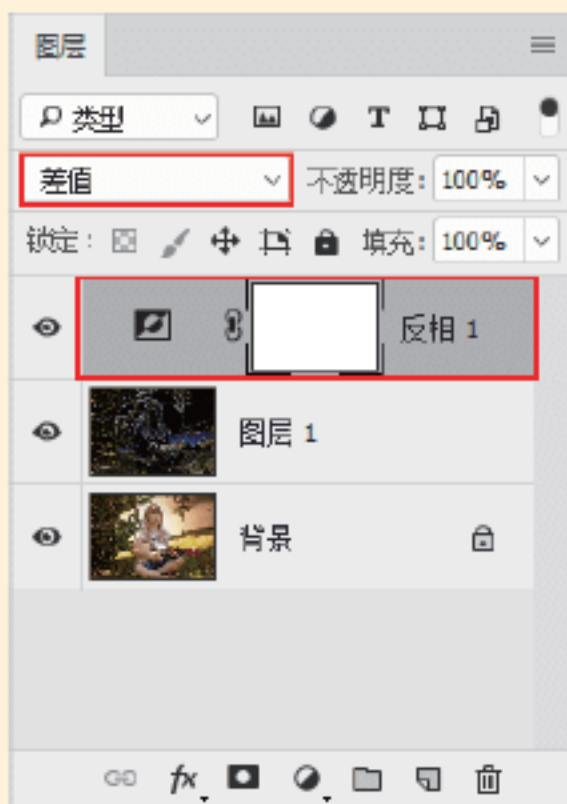 图层
类型
差值 不透明度: 100%
锁定: 填充: 100%
反相 1
图层 1
背景
fx